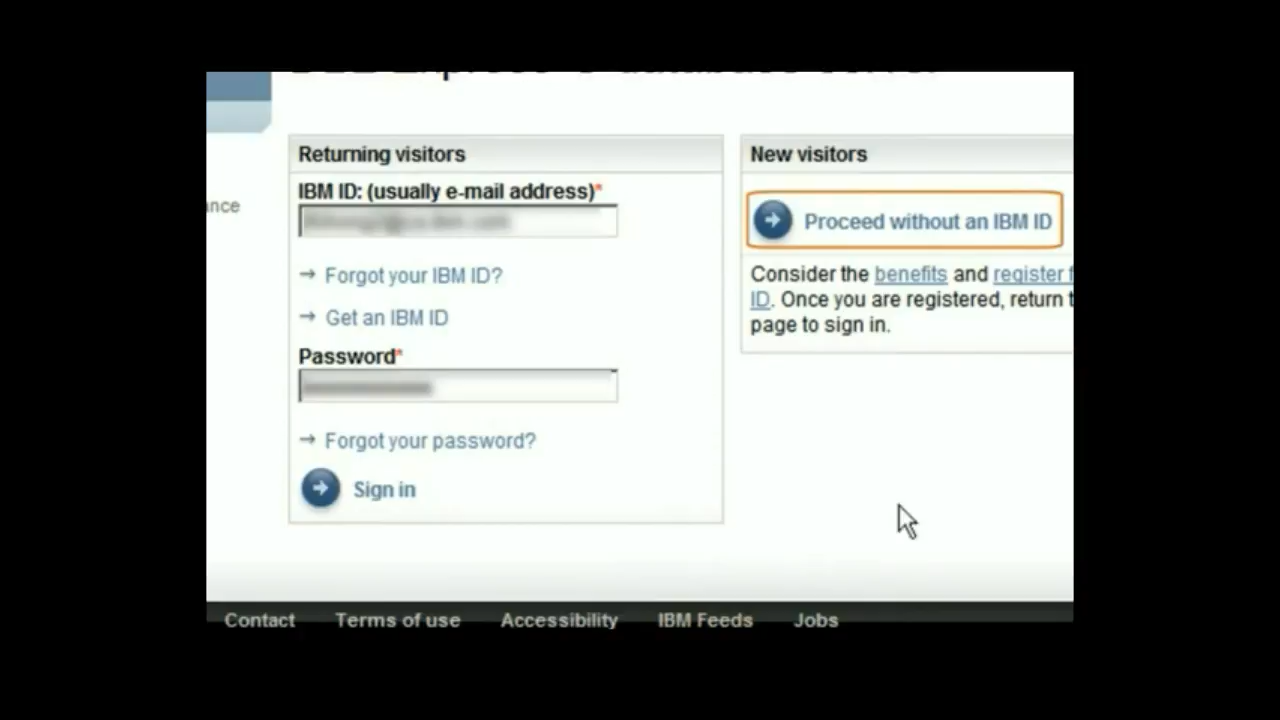 Returning visitors
IBM ID: (usually e-mail address)*
→ Forgot your IBM ID?
→ Get an IBM ID
Password*
→ Forgot your password?
Sign in
New visitors
Proceed without an IBM ID
Consider the benefits and register
ID. Once you are registered, return
page to sign in.
Contact Terms of use Accessibility IBM Feeds Jobs